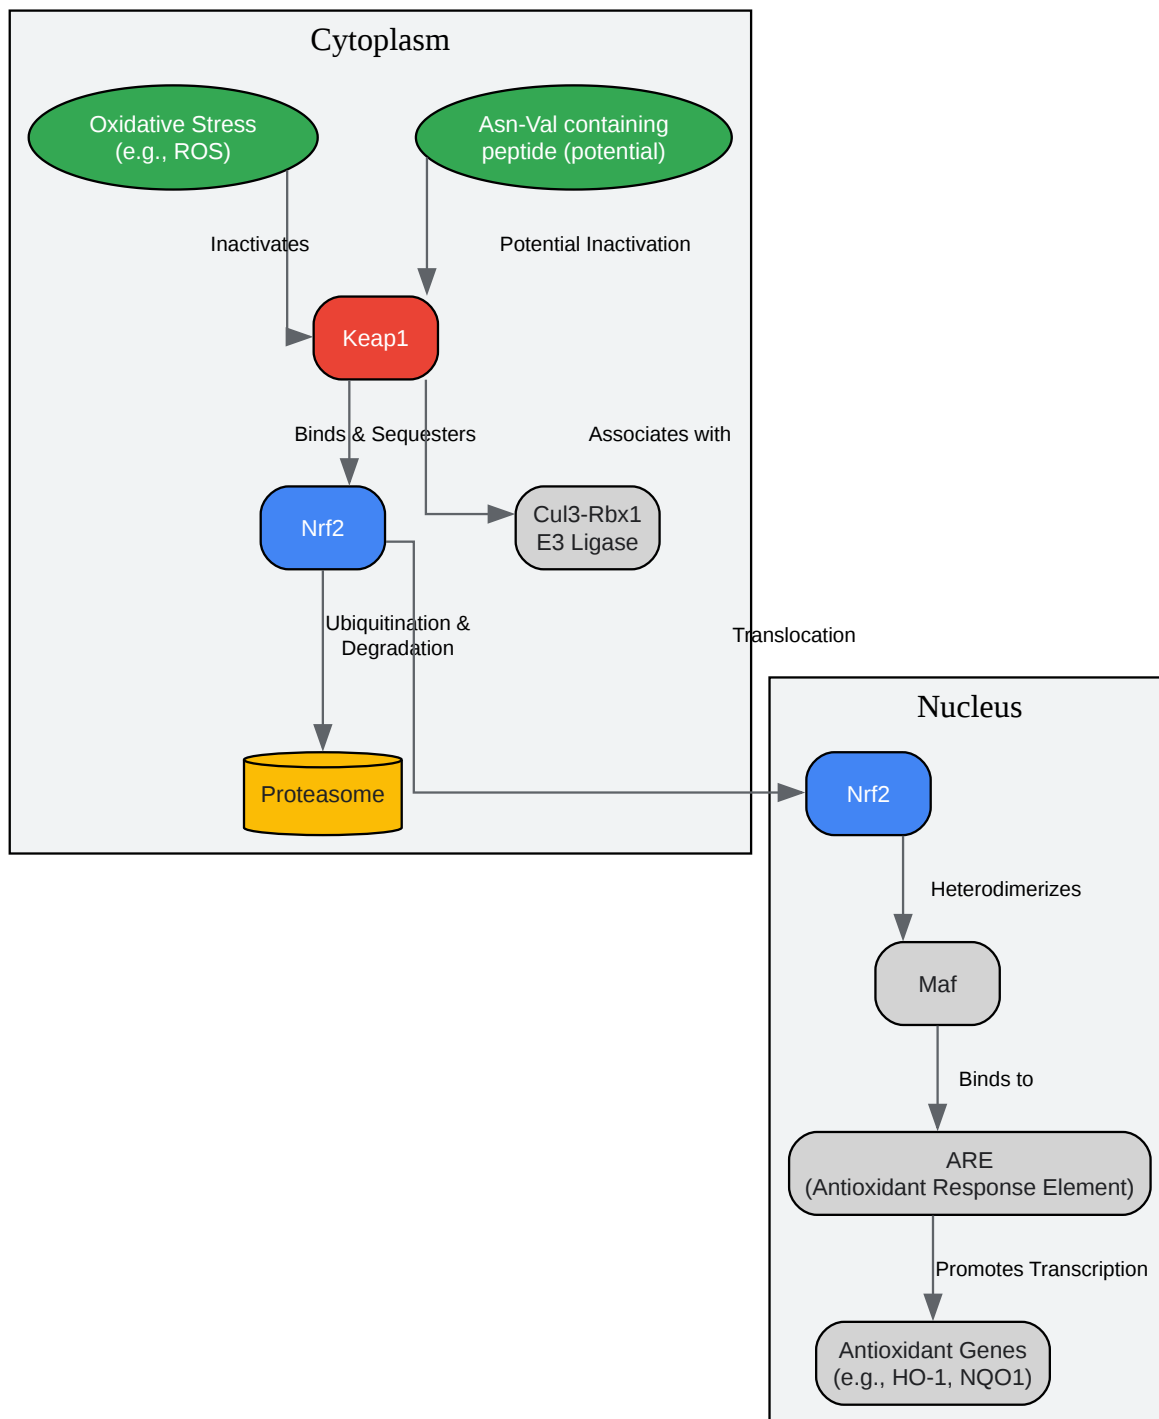 Cytoplasm
Oxidative Stress
(e.g., ROS)
Asn-Val containing
peptide (potential)
Inactivates
Potential Inactivation
Keap1
Binds & Sequesters
Associates with
Nrf2
Cul3-Rbx1
E3 Ligase
Ubiquitination &
Degradation
Translocation
Proteasome
Nucleus
Nrf2
Heterodimerizes
Maf
Binds to
ARE
(Antioxidant Response Element)
Promotes Transcription
Antioxidant Genes
(e.g., HO-1, NQO1)